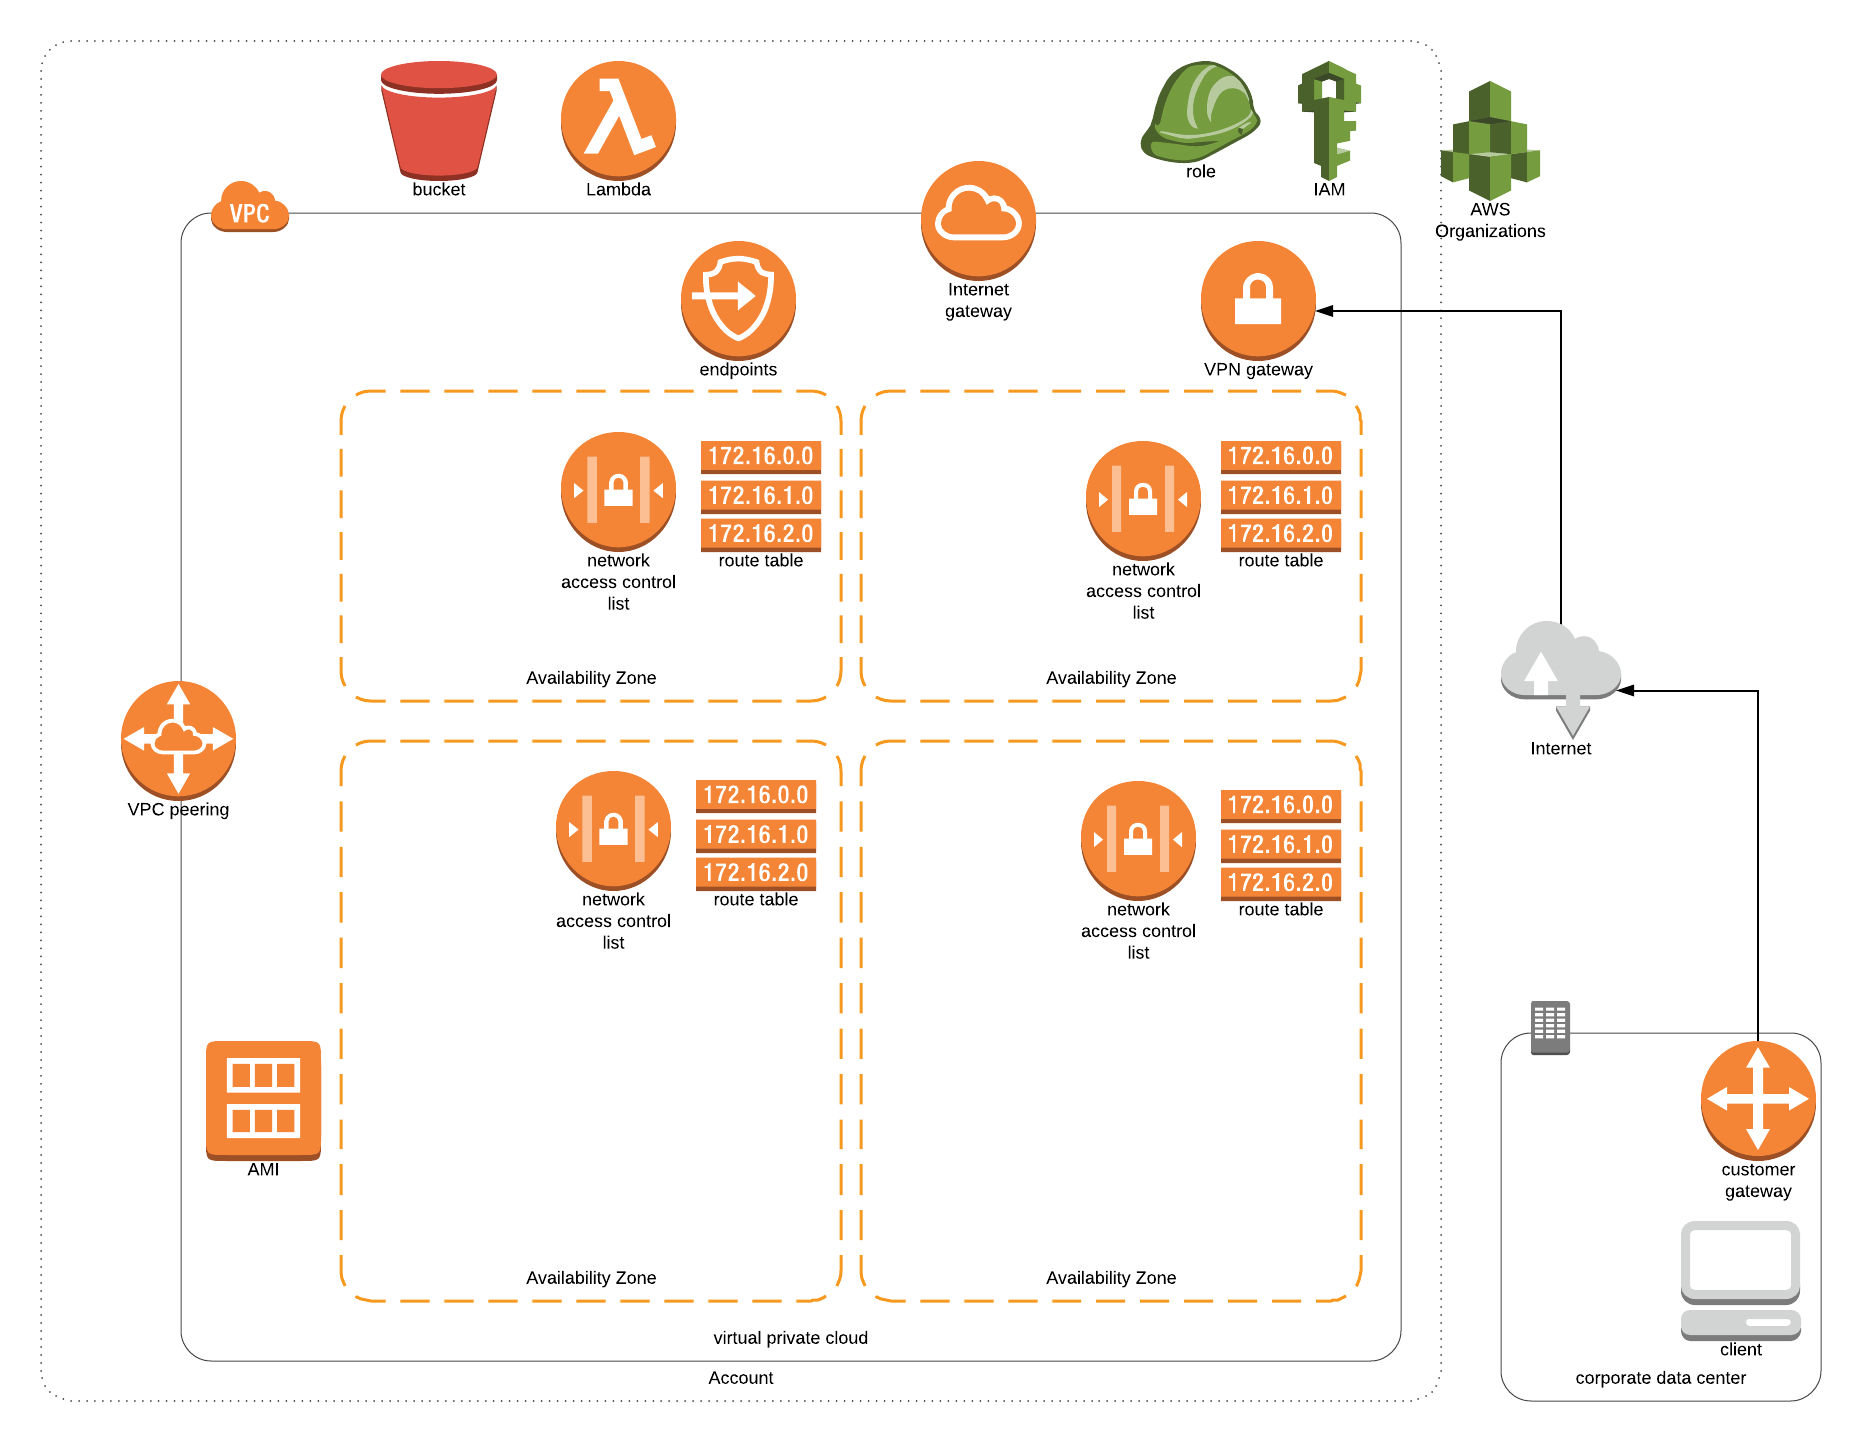 bucket
Lambda
role
IAM
AWS
Organizations
VPC
Internet
gateway
endpoints
VPN gateway
172.16.0.0
172.16.1.0
172.16.2.0
network
access control
list
route table
Availability Zone
172.16.0.0
172.16.1.0
172.16.2.0
network
access control
list
route table
Availability Zone
Internet
VPC peering
172.16.0.0
172.16.1.0
172.16.2.0
network
access control
list
route table
Availability Zone
172.16.0.0
172.16.1.0
172.16.2.0
network
access control
list
route table
Availability Zone
AMI
customer
gateway
client
corporate data center
virtual private cloud
Account